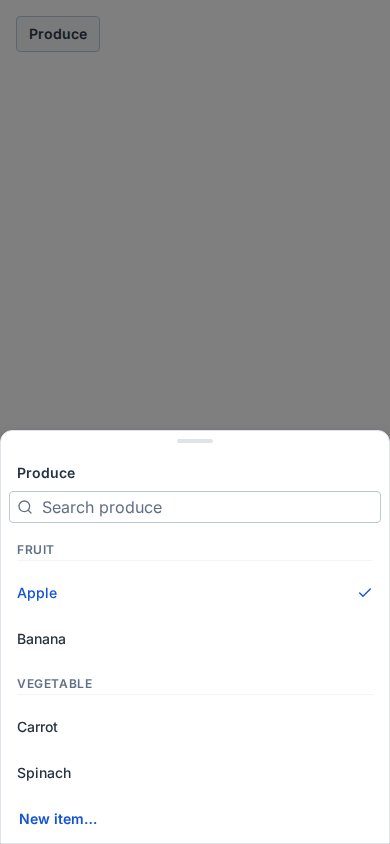 Produce
Produce
Search produce
FRUIT
Apple
Banana
VEGETABLE
Carrot
Spinach
New item...